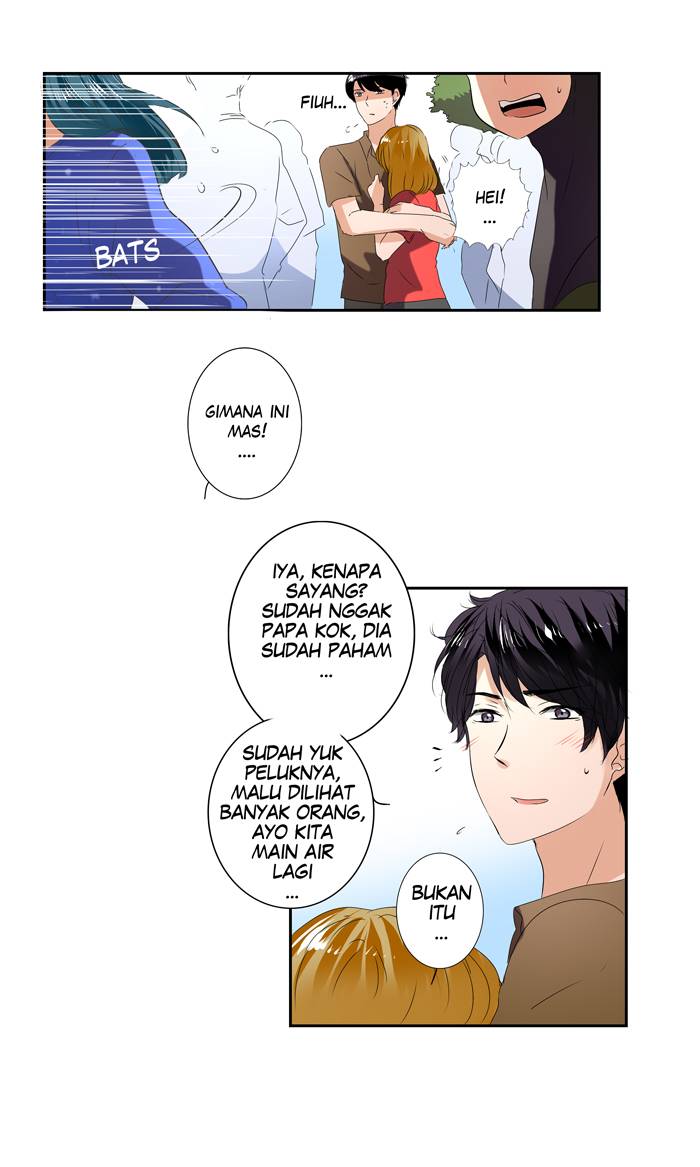 FIUH...
HEI!
...
BATS
GIMANA INI
MAS!
....
IYA, KENAPA
SAYANG?
SUDAH NGGAK
PAPA KOK, DIA
SUDAH PAHAM
...
SUDAH YUK
PELUKNYA,
MALU DILIHAT
BANYAK ORANG,
AYO KITA
MAIN AIR
LAGI
...
BUKAN
ITU
...